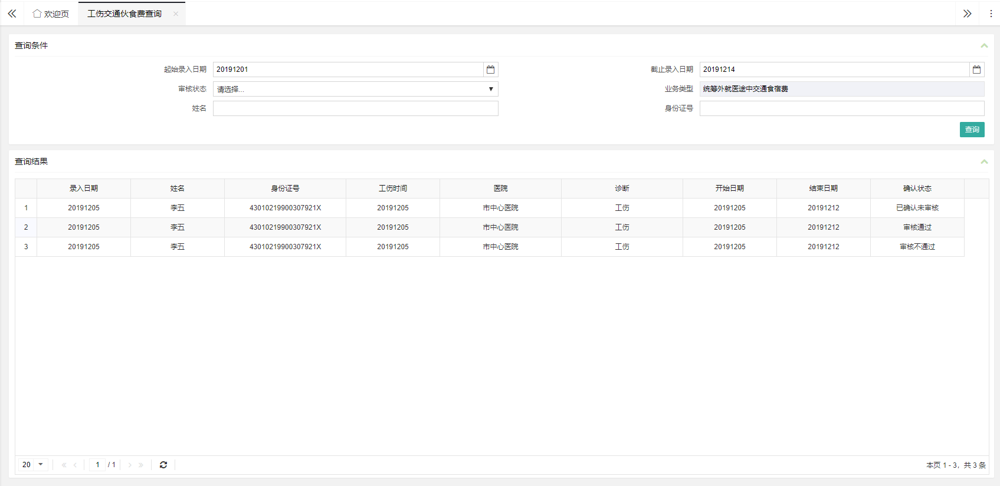 欢迎页 工伤交通伙食费查询
查询条件
起始录入日期 20191201 截止录入日期 20191214
审核状态 请选择... 业务类型 统筹外就医途中交通食宿费
姓名 身份证号
查询
查询结果
录入日期 姓名 身份证号 工伤时间 医院 诊断 开始日期 结束日期 确认状态
1 20191205 李五 43010219900307921X 20191205 市中心医院 工伤 20191205 20191212 已确认未审核
2 20191205 李五 43010219900307921X 20191205 市中心医院 工伤 20191205 20191212 审核通过
3 20191205 李五 43010219900307921X 20191205 市中心医院 工伤 20191205 20191212 审核不通过
20 1 / 1 本页 1 - 3，共 3 条